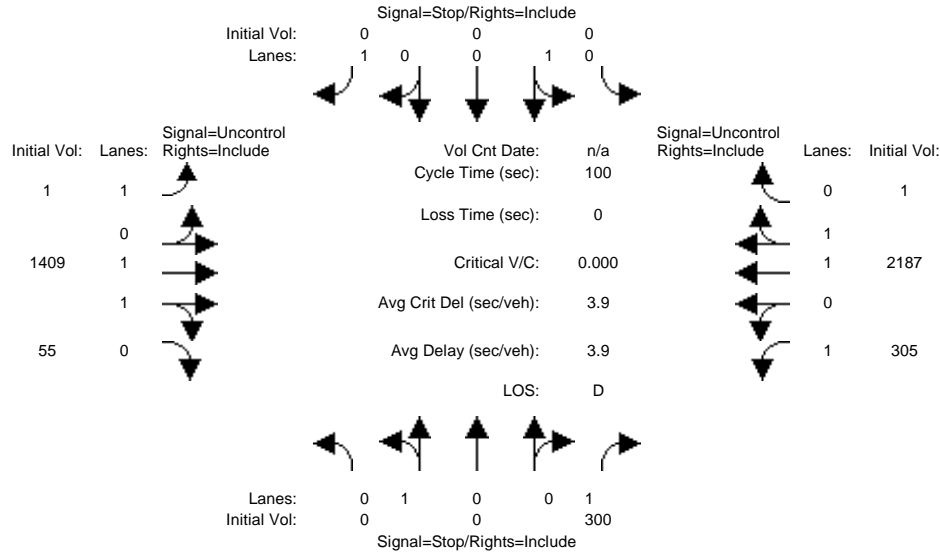 Signal=Stop/Rights=Include
Initial Vol: 0 0 0
Lanes: 1 0 0 1 0
Signal=Uncontrol Signal=Uncontrol
Initial Vol: Lanes: Rights=Include Vol Cnt Date: n/a Rights=Include Lanes: Initial Vol:
Cycle Time (sec): 100
1 1 0 1
Loss Time (sec): 0
0 1
1409 1 Critical V/C: 0.000 1 2187
1 Avg Crit Del (sec/veh): 3.9 0
55 0 Avg Delay (sec/veh): 3.9 1 305
LOS: D
Lanes: 0 1 0 0 1
Initial Vol: 0 0 300
Signal=Stop/Rights=Include